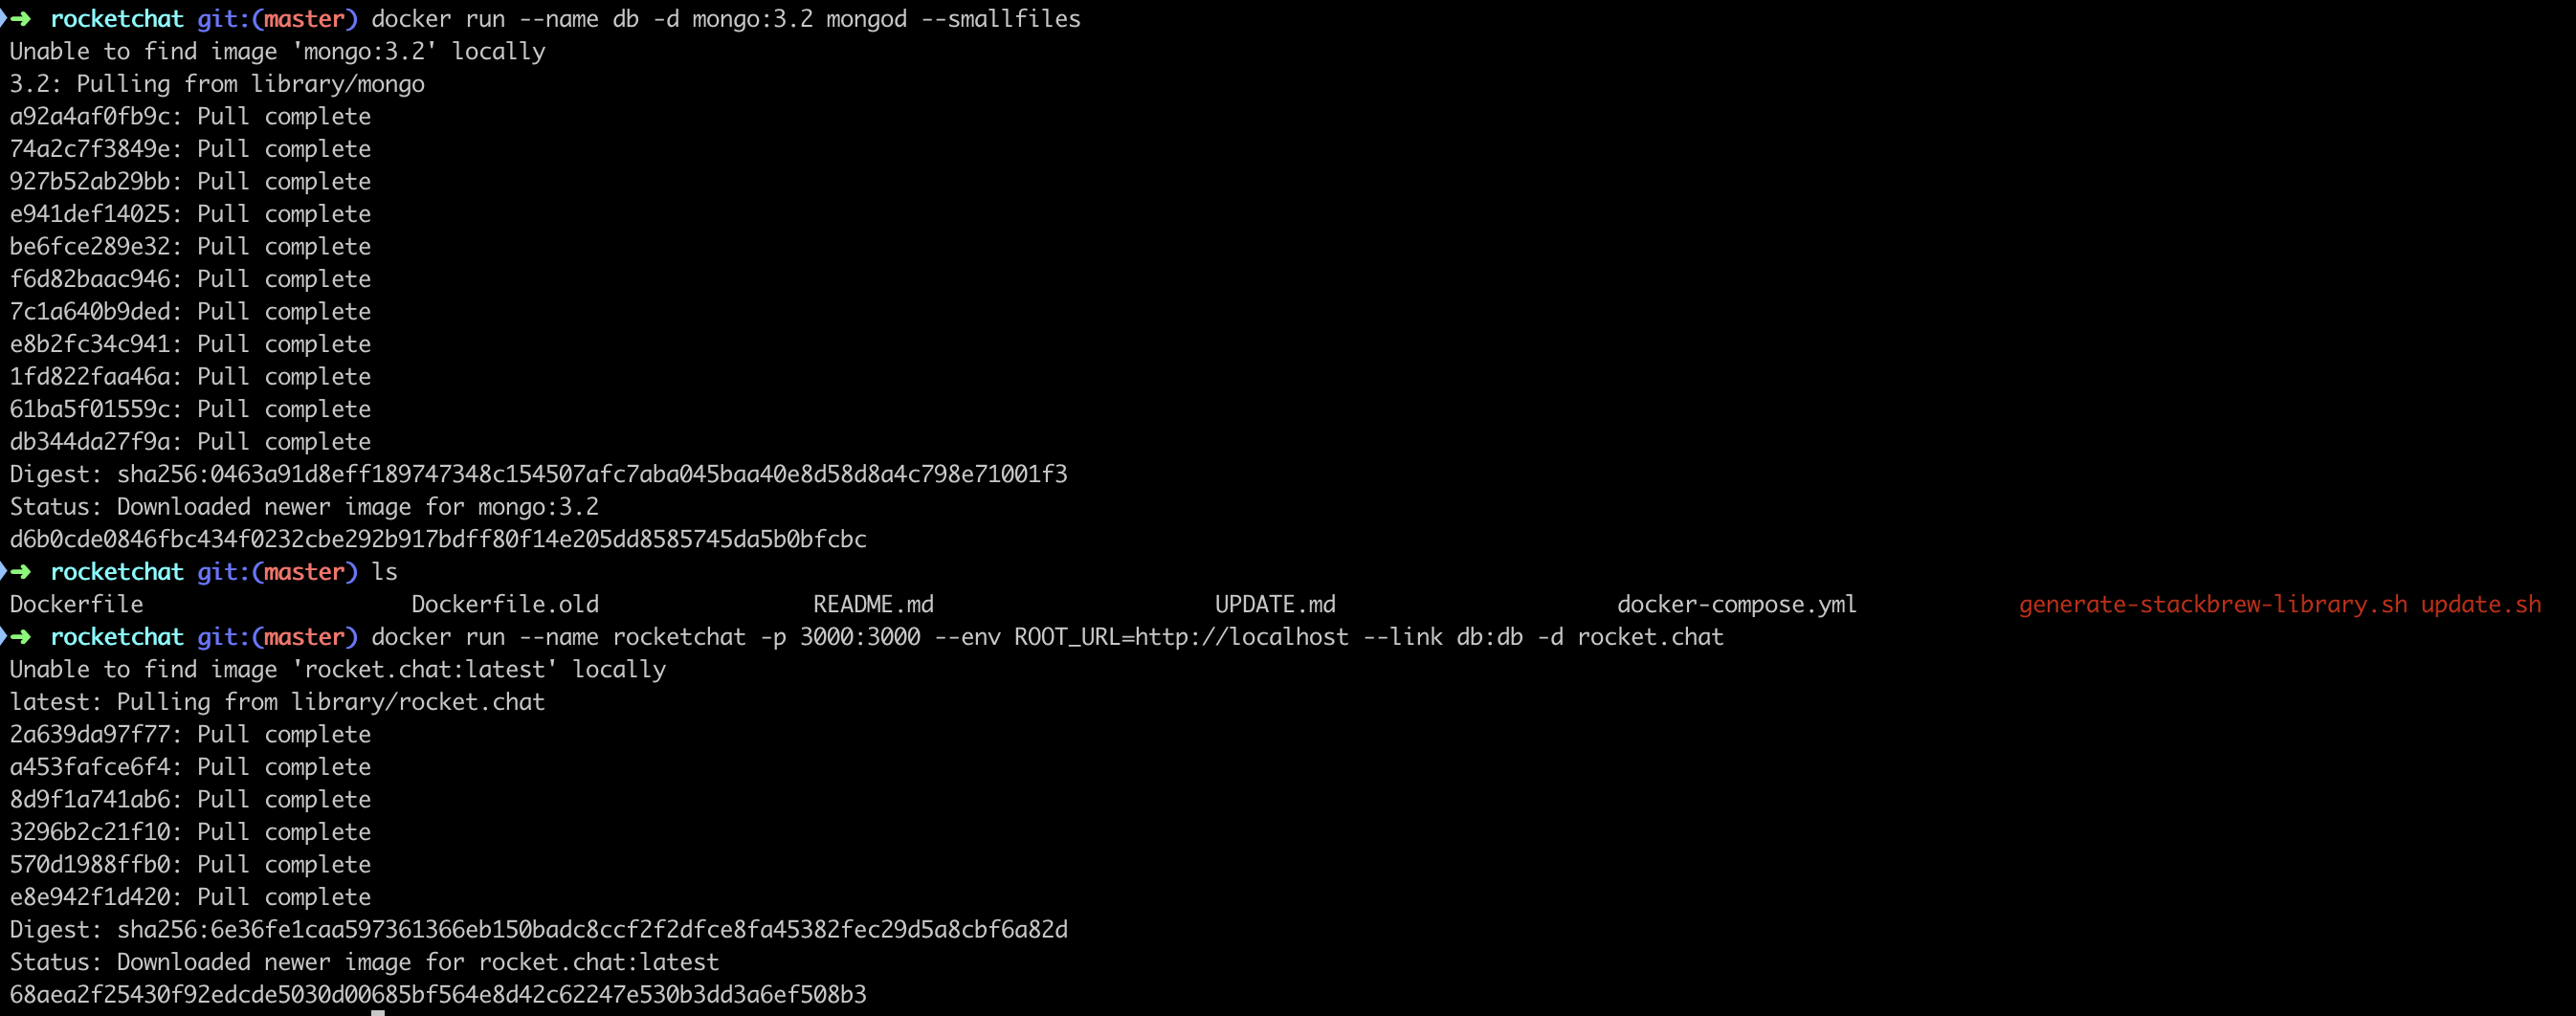 ➜ rocketchat git:(master) docker run --name db -d mongo:3.2 mongod --smallfiles
Unable to find image 'mongo:3.2' locally
3.2: Pulling from library/mongo
a92a4af0fb9c: Pull complete
74a2c7f3849e: Pull complete
927b52ab29bb: Pull complete
e941def14025: Pull complete
be6fce289e32: Pull complete
f6d82baac946: Pull complete
7c1a640b9ded: Pull complete
e8b2fc34c941: Pull complete
1fd822faa46a: Pull complete
61ba5f01559c: Pull complete
db344da27f9a: Pull complete
Digest: sha256:0463a91d8eff189747348c154507afc7aba045baa40e8d58d8a4c798e71001f3
Status: Downloaded newer image for mongo:3.2
d6b0cde0846fbc434f0232cbe292b917bdff80f14e205dd8585745da5b0bfcbc
➜ rocketchat git:(master) ls
Dockerfile Dockerfile.old README.md UPDATE.md docker-compose.yml generate-stackbrew-library.sh update.sh
➜ rocketchat git:(master) docker run --name rocketchat -p 3000:3000 --env ROOT_URL=http://localhost --link db:db -d rocket.chat
Unable to find image 'rocket.chat:latest' locally
latest: Pulling from library/rocket.chat
2a639da97f77: Pull complete
a453fafce6f4: Pull complete
8d9f1a741ab6: Pull complete
3296b2c21f10: Pull complete
570d1988ffb0: Pull complete
e8e942f1d420: Pull complete
Digest: sha256:6e36fe1caa597361366eb150badc8ccf2f2dfce8fa45382fec29d5a8cbf6a82d
Status: Downloaded newer image for rocket.chat:latest
68aea2f25430f92edcde5030d00685bf564e8d42c62247e530b3dd3a6ef508b3